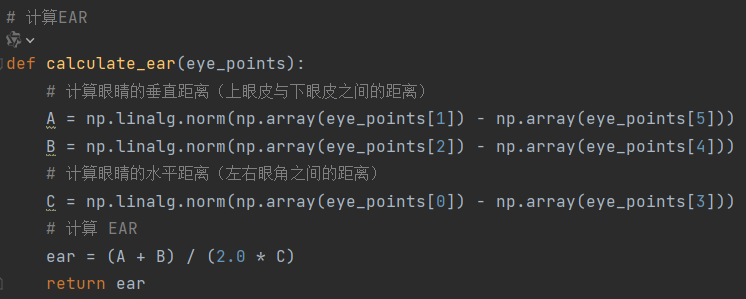 # 计算EAR
def calculate_ear(eye_points):
# 计算眼睛的垂直距离（上眼皮与下眼皮之间的距离）
A = np.linalg.norm(np.array(eye_points[1]) - np.array(eye_points[5]))
B = np.linalg.norm(np.array(eye_points[2]) - np.array(eye_points[4]))
# 计算眼睛的水平距离（左右眼角之间的距离）
C = np.linalg.norm(np.array(eye_points[0]) - np.array(eye_points[3]))
# 计算 EAR
ear = (A + B) / (2.0 * C)
return ear